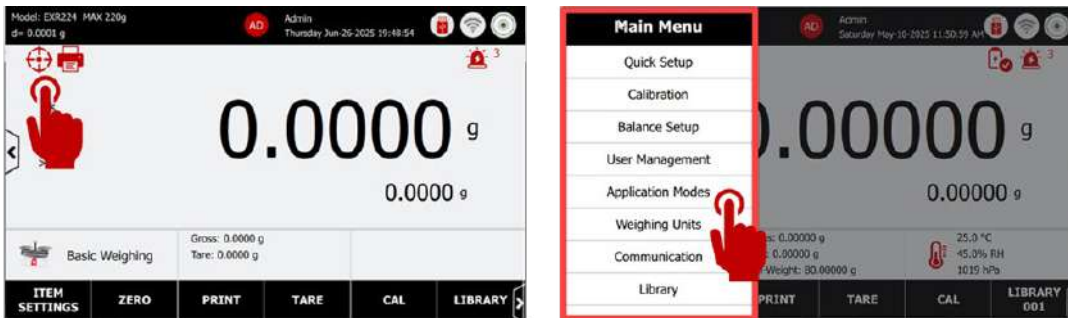 Model: EXR224 MAX 220g
d= 0.0001 g
AD
Admin
Thursday Jun-26-2025 19:48:54
3
0.0000 g
0.0000 g
Basic Weighing
Gross: 0.0000 g
Tare: 0.0000 g
ITEM SETTINGS
ZERO
PRINT
TARE
CAL
LIBRARY
Main Menu
Quick Setup
Calibration
Balance Setup
User Management
Application Modes
Weighing Units
Communication
Library
AD
Admin
Saturday May-10-2025 11:50:59 AM
3
0.00000 g
0.00000 g
0.00000 g
0.00000 g
-Weight: 80.00000 g
25.0 °C
45.0% RH
1019 hPa
PRINT
TARE
CAL
LIBRARY 001